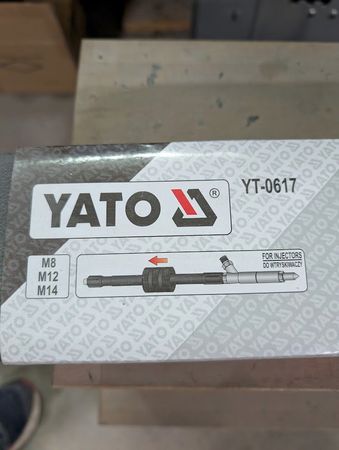 YATO ®
YT-0617
M8
M12
M14
FOR INJECTORS
DO WTRYSKIWACZY